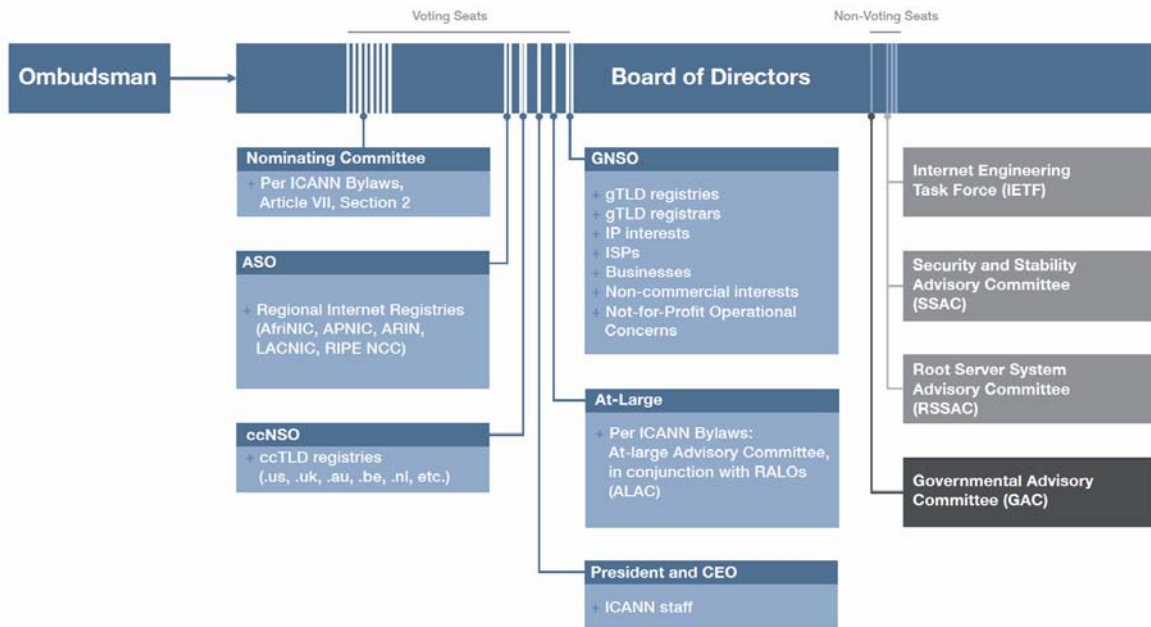 Voting Seats
Non-Voting Seats
Ombudsman
Board of Directors
Nominating Committee
+ Per ICANN Bylaws,
Article VII, Section 2
ASO
+ Regional Internet Registries
(AfriNIC, APNIC, ARIN,
LACNIC, RIPE NCC)
ccNSO
+ ccTLD registries
(.us, .uk, .au, .be, .nl, etc.)
GNSO
+ gTLD registries
+ gTLD registrars
+ IP interests
+ ISPs
+ Businesses
+ Non-commercial interests
+ Not-for-Profit Operational
Concerns
At-Large
+ Per ICANN Bylaws:
At-large Advisory Committee,
in conjunction with RALOs
(ALAC)
President and CEO
+ ICANN staff
Internet Engineering
Task Force (IETF)
Security and Stability
Advisory Committee
(SSAC)
Root Server System
Advisory Committee
(RSSAC)
Governmental Advisory
Committee (GAC)